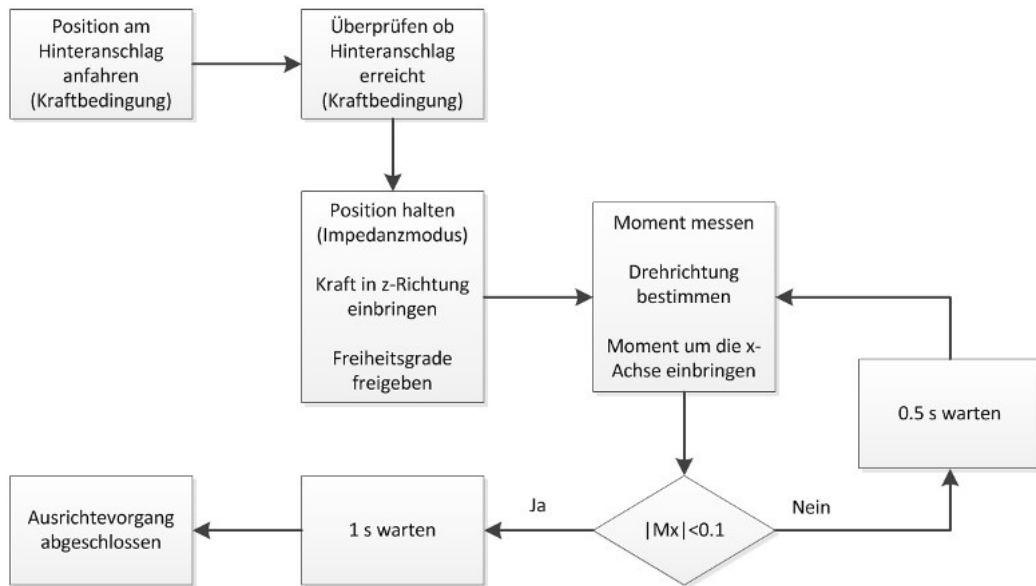 Position am
Hinteranschlag
anfahren
(Kraftbedingung)
Überprüfen ob
Hinteranschlag
erreicht
(Kraftbedingung)
Position halten
(Impedanzmodus)
Kraft in z-Richtung
einbringen
Freiheitsgrade
freigeben
Moment messen
Drehrichtung
bestimmen
Moment um die x-
Achse einbringen
0.5 s warten
|Mx|<0.1
Nein
Ja
1 s warten
Ausrichtevorgang
abgeschlossen